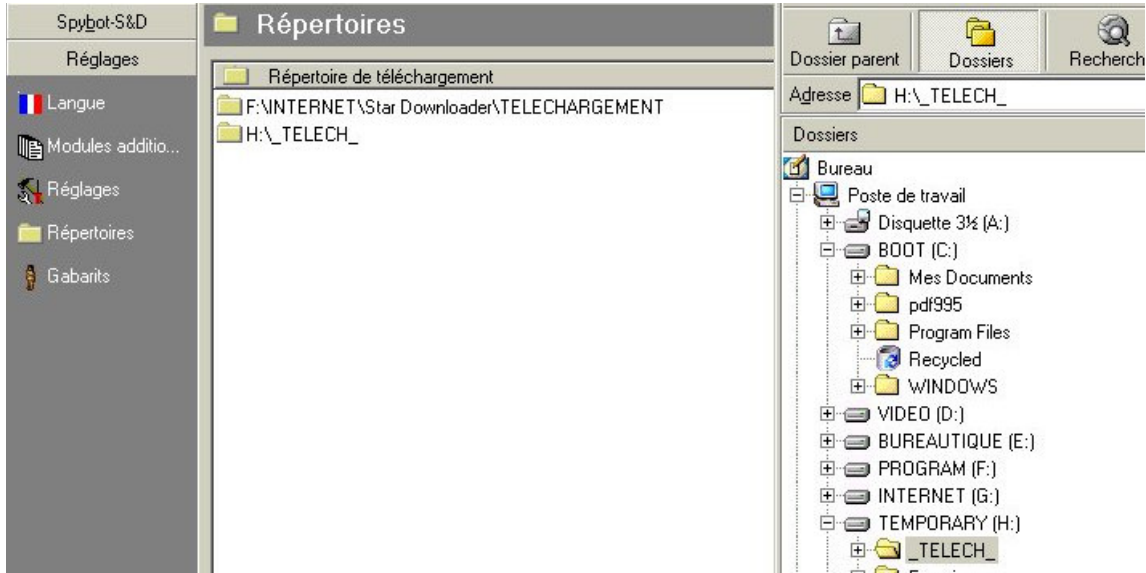 Spybot-S&D
Réglages
Langue
Modules additio...
Réglages
Répertoires
Gabarits
Répertoires
Répertoire de téléchargement
F:\INTERNET\Star Downloader\TELECHARGEMENT
H:\_TELECH_
Dossier parent
Dossiers
Recherch
Adresse H:\_TELECH_
Dossiers
Bureau
Poste de travail
Disquette 3½ (A:)
BOOT (C:)
Mes Documents
pdf995
Program Files
Recycled
WINDOWS
VIDEO (D:)
BUREAUTIQUE (E:)
PROGRAM (F:)
INTERNET (G:)
TEMPORARY (H:)
_TELECH_